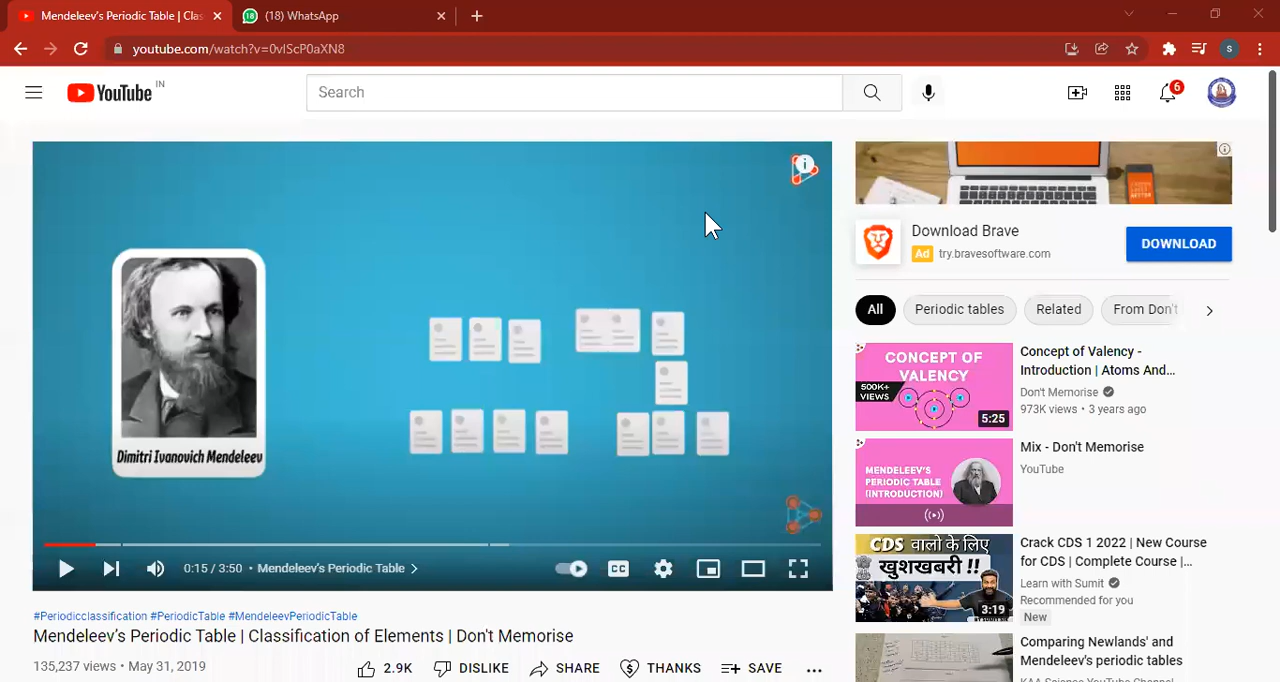 Mendeleev's Periodic Table | Clas
(18) WhatsApp
youtube.com/watch?v=0vlScP0aXN8
S
YouTube IN
Search
6
Dimitri Ivanovich Mendeleev
0:15 / 3:50 • Mendeleev's Periodic Table
CC
#Periodicclassification #PeriodicTable #MendeleevPeriodicTable
Mendeleev's Periodic Table | Classification of Elements | Don't Memorise
135,237 views • May 31, 2019
2.9K DISLIKE SHARE THANKS SAVE
Download Brave
Ad try.bravesoftware.com
DOWNLOAD
All Periodic tables Related From Don't
CONCEPT OF
VALENCY
500K+
VIEWS
5:25
Concept of Valency -
Introduction | Atoms And...
Don't Memorise
973K views • 3 years ago
MENDELEEV'S
PERIODIC TABLE
(INTRODUCTION)
Mix - Don't Memorise
YouTube
CDS वालो के लिए
खुशखबरी !!
3:19
Crack CDS 1 2022 | New Course
for CDS | Complete Course |...
Learn with Sumit
Recommended for you
New
Comparing Newlands' and
Mendeleev's periodic tables
KAA Science YouTube Channel